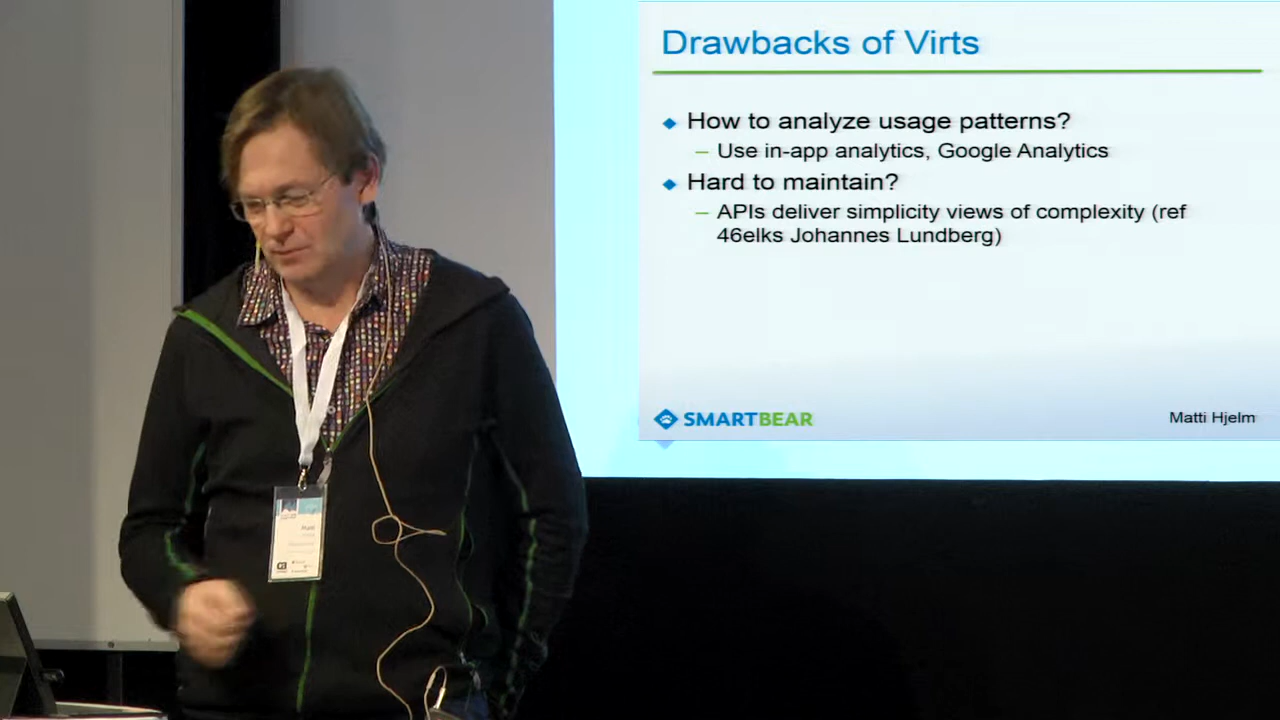 Drawbacks of Virts
How to analyze usage patterns?
– Use in-app analytics, Google Analytics
Hard to maintain?
– APIs deliver simplicity views of complexity (ref
46elks Johannes Lundberg)
SMARTBEAR
Matti Hjelm